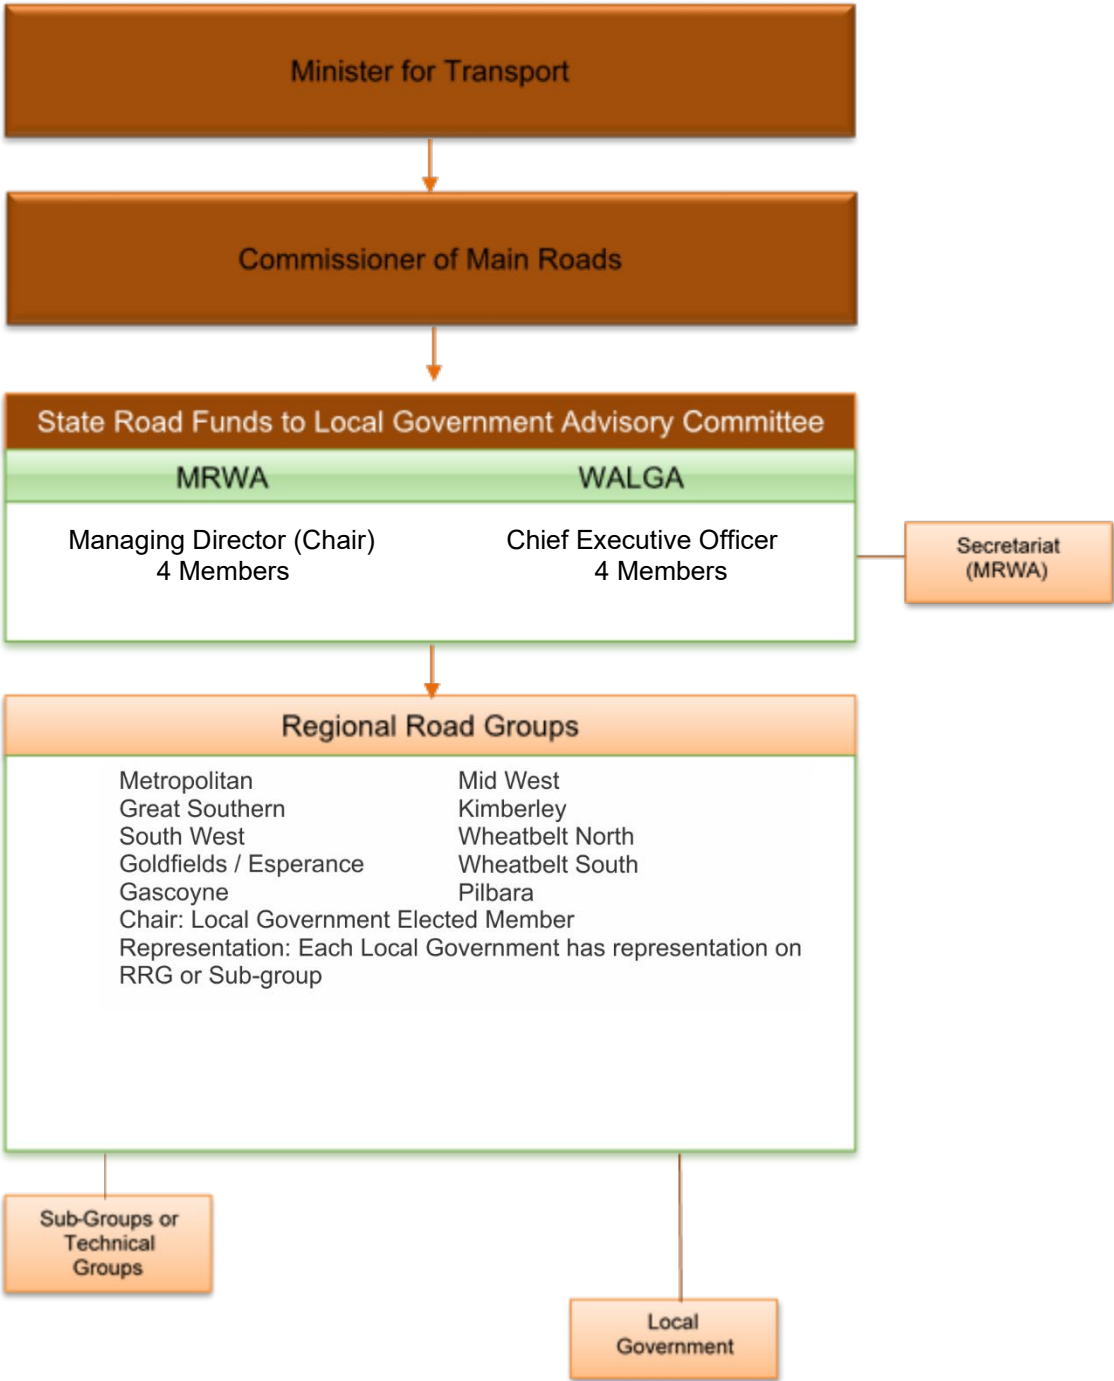 Minister for Transport
Commissioner of Main Roads
State Road Funds to Local Government Advisory Committee
MRWA WALGA
Managing Director (Chair) Chief Executive Officer
4 Members 4 Members
Secretariat
(MRWA)
Regional Road Groups
Metropolitan Mid West
Great Southern Kimberley
South West Wheatbelt North
Goldfields / Esperance Wheatbelt South
Gascoyne Pilbara
Chair: Local Government Elected Member
Representation: Each Local Government has representation on
RRG or Sub-group
Sub-Groups or
Technical
Groups
Local
Government